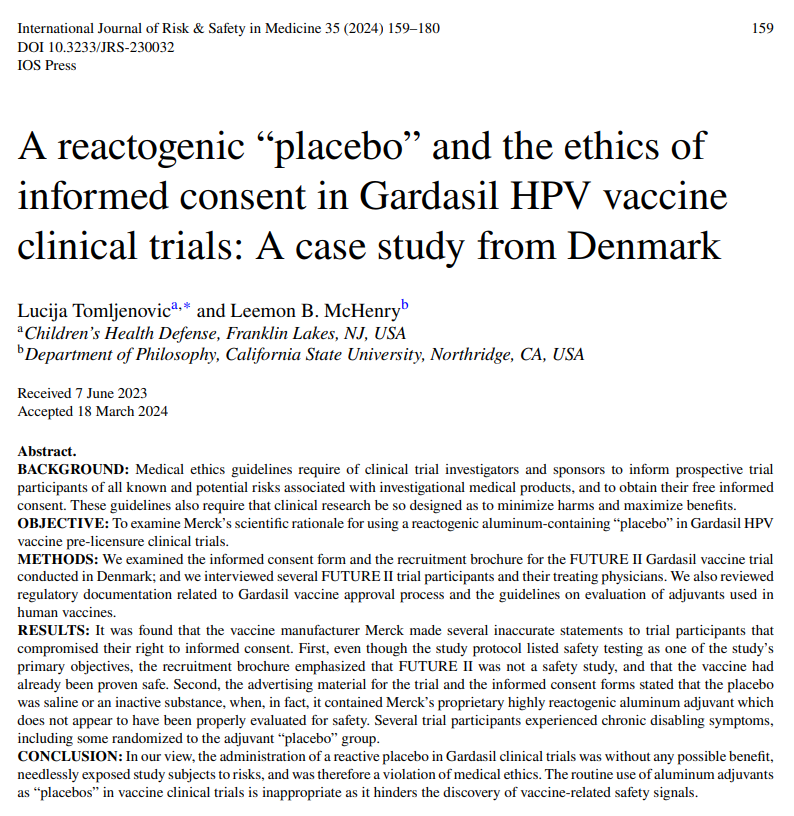 International Journal of Risk & Safety in Medicine 35 (2024) 159–180 159
DOI 10.3233/JRS-230032
IOS Press
A reactogenic “placebo” and the ethics of
informed consent in Gardasil HPV vaccine
clinical trials: A case study from Denmark
Lucija Tomljenovic a,∗ and Leemon B. McHenry b
a Children’s Health Defense, Franklin Lakes, NJ, USA
b Department of Philosophy, California State University, Northridge, CA, USA
Received 7 June 2023
Accepted 18 March 2024
Abstract.
BACKGROUND: Medical ethics guidelines require of clinical trial investigators and sponsors to inform prospective trial
participants of all known and potential risks associated with investigational medical products, and to obtain their free informed
consent. These guidelines also require that clinical research be so designed as to minimize harms and maximize benefits.
OBJECTIVE: To examine Merck’s scientific rationale for using a reactogenic aluminum-containing “placebo” in Gardasil HPV
vaccine pre-licensure clinical trials.
METHODS: We examined the informed consent form and the recruitment brochure for the FUTURE II Gardasil vaccine trial
conducted in Denmark; and we interviewed several FUTURE II trial participants and their treating physicians. We also reviewed
regulatory documentation related to Gardasil vaccine approval process and the guidelines on evaluation of adjuvants used in
human vaccines.
RESULTS: It was found that the vaccine manufacturer Merck made several inaccurate statements to trial participants that
compromised their right to informed consent. First, even though the study protocol listed safety testing as one of the study’s
primary objectives, the recruitment brochure emphasized that FUTURE II was not a safety study, and that the vaccine had
already been proven safe. Second, the advertising material for the trial and the informed consent forms stated that the placebo
was saline or an inactive substance, when, in fact, it contained Merck’s proprietary highly reactogenic aluminum adjuvant which
does not appear to have been properly evaluated for safety. Several trial participants experienced chronic disabling symptoms,
including some randomized to the adjuvant “placebo” group.
CONCLUSION: In our view, the administration of a reactive placebo in Gardasil clinical trials was without any possible benefit,
needlessly exposed study subjects to risks, and was therefore a violation of medical ethics. The routine use of aluminum adjuvants
as “placebos” in vaccine clinical trials is inappropriate as it hinders the discovery of vaccine-related safety signals.